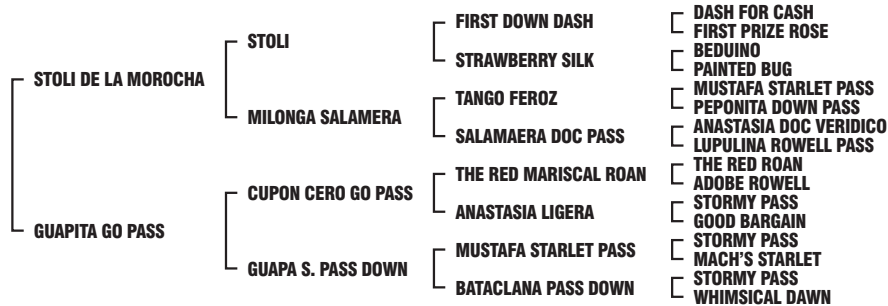 STOLI DE LA MOROCHA
GUAPITA GO PASS
STOLI
MILONGA SALAMERA
CUPON CERO GO PASS
GUAPA S. PASS DOWN
FIRST DOWN DASH
STRAWBERRY SILK
TANGO FEROZ
SALAMAERA DOC PASS
THE RED MARISCAL ROAN
ANASTASIA LIGERA
MUSTAFA STARLET PASS
BATACLANA PASS DOWN
DASH FOR CASH
FIRST PRIZE ROSE
BEDUINO
PAINTED BUG
MUSTAFA STARLET PASS
PEPONITA DOWN PASS
ANASTASIA DOC VERIDICO
LUPULINA ROWELL PASS
THE RED ROAN
ADOBE ROWELL
STORMY PASS
GOOD BARGAIN
STORMY PASS
MACH'S STARLET
STORMY PASS
WHIMSICAL DAWN